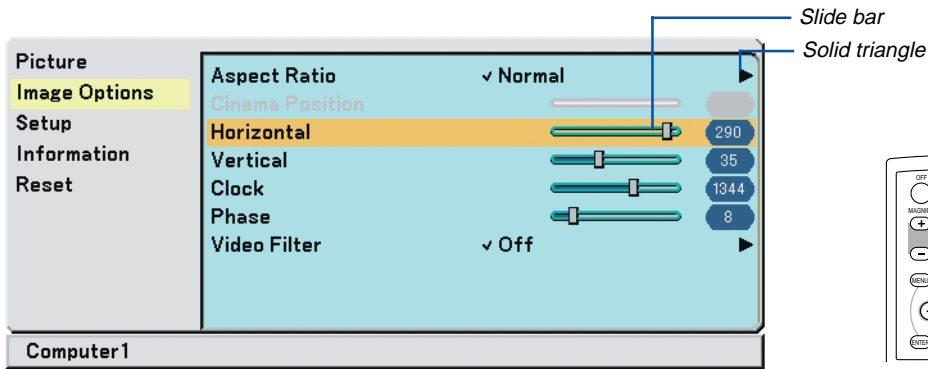 Slide bar
Solid triangle
Picture
Image Options
Setup
Information
Reset
Aspect Ratio ✓ Normal ▶
Cinema Position
Horizontal 290
Vertical 35
Clock 1344
Phase 8
Video Filter ✓ Off ▶
Computer1
OFF
MAGNI
+
−
MENU
ENTER